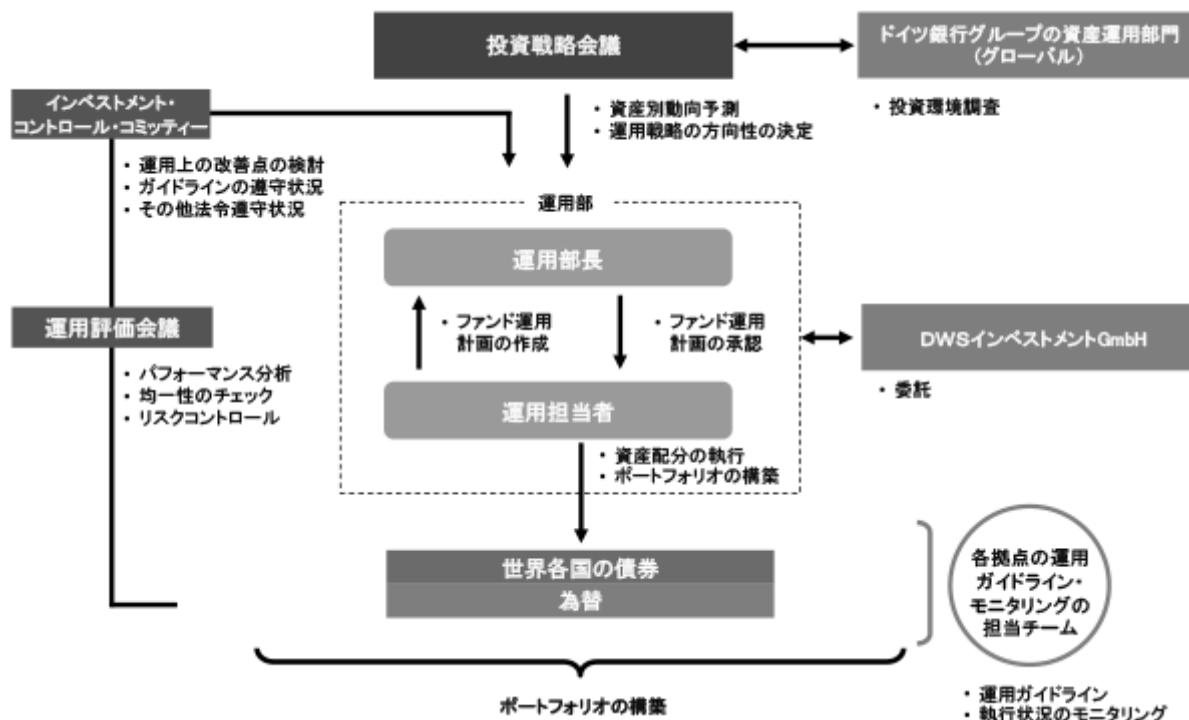 投資戦略会議
ドイツ銀行グループの資産運用部門
(グローバル)
・ 投資環境調査
・ 資産別動向予測
・ 運用戦略の方向性の決定
インベストメント・
コントロール・コミッティー
・ 運用上の改善点の検討
・ ガイドラインの遵守状況
・ その他法令遵守状況
運用部
運用部長
・ ファンド運用
計画の作成
・ ファンド運用
計画の承認
運用担当者
・ 資産配分の執行
・ ポートフォリオの構築
運用評価会議
・ パフォーマンス分析
・ 均一性のチェック
・ リスクコントロール
DWSインベストメントGmbH
・ 委託
世界各国の債券
為替
各拠点の運用
ガイドライン・
モニタリングの
担当チーム
・ 運用ガイドライン
・ 執行状況のモニタリング
ポートフォリオの構築